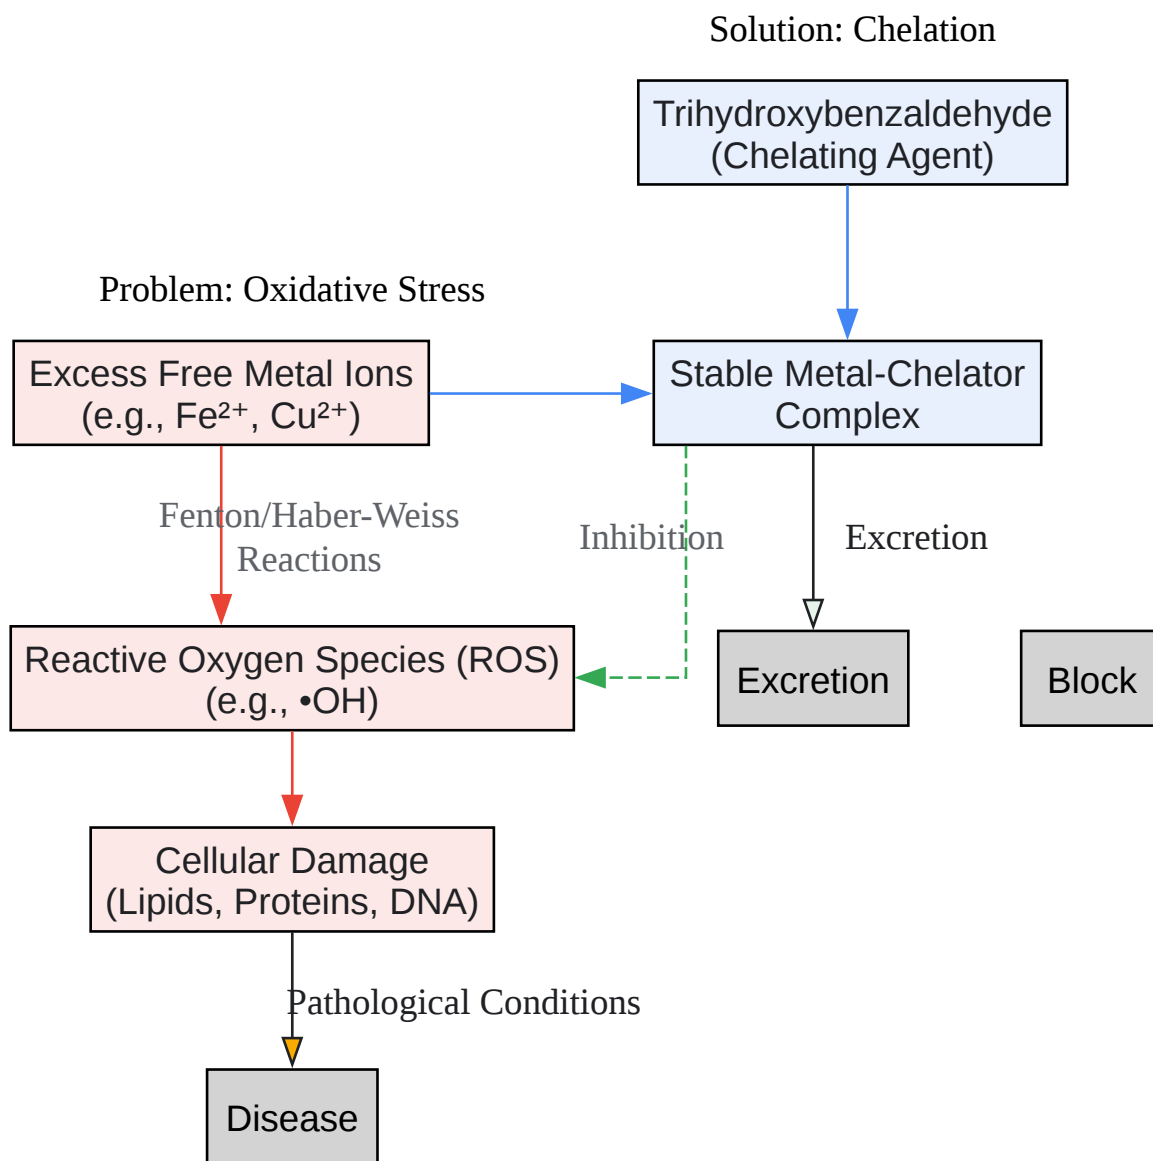 Solution: Chelation
Trihydroxybenzaldehyde
(Chelating Agent)
Problem: Oxidative Stress
Excess Free Metal Ions
(e.g., Fe²⁺, Cu²⁺)
Stable Metal-Chelator
Complex
Fenton/Haber-Weiss
Reactions
Inhibition
Excretion
Reactive Oxygen Species (ROS)
(e.g., •OH)
Excretion
Block
Cellular Damage
(Lipids, Proteins, DNA)
Pathological Conditions
Disease